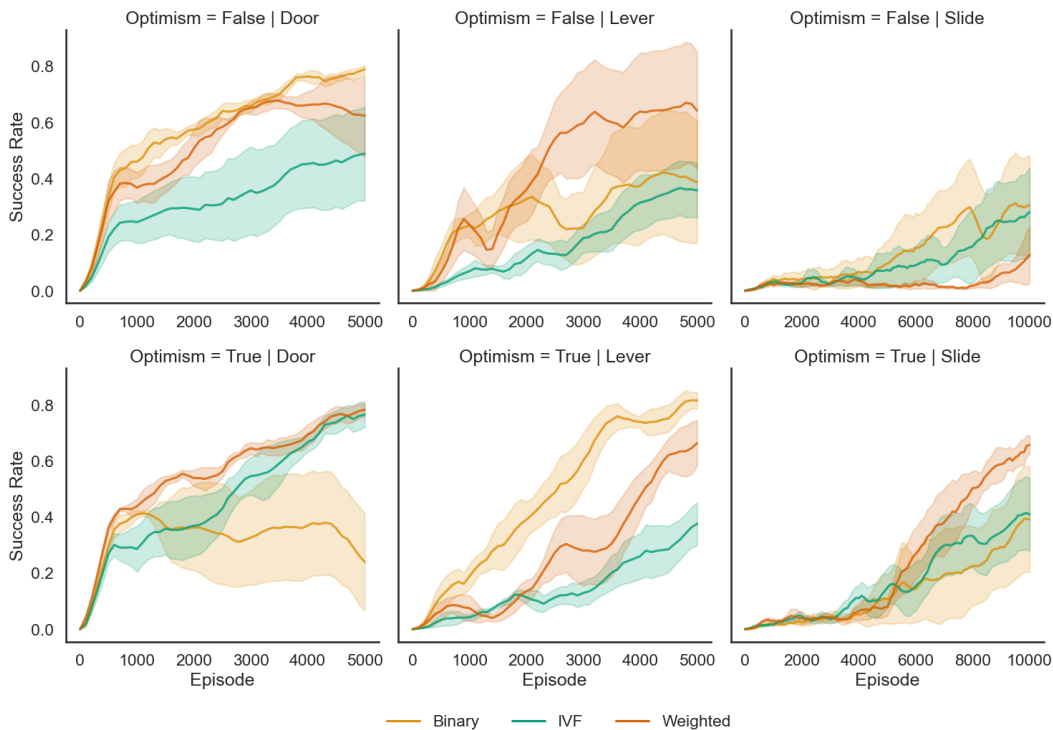 Optimism = False | Door
Optimism = False | Lever
Optimism = False | Slide
Success Rate
0.8
0.6
0.4
0.2
0.0
0 1000 2000 3000 4000 5000
0 1000 2000 3000 4000 5000
0 2000 4000 6000 8000 10000
Optimism = True | Door
Optimism = True | Lever
Optimism = True | Slide
Success Rate
0.8
0.6
0.4
0.2
0.0
0 1000 2000 3000 4000 5000
0 1000 2000 3000 4000 5000
0 2000 4000 6000 8000 10000
Episode
Episode
Episode
Binary IVF Weighted